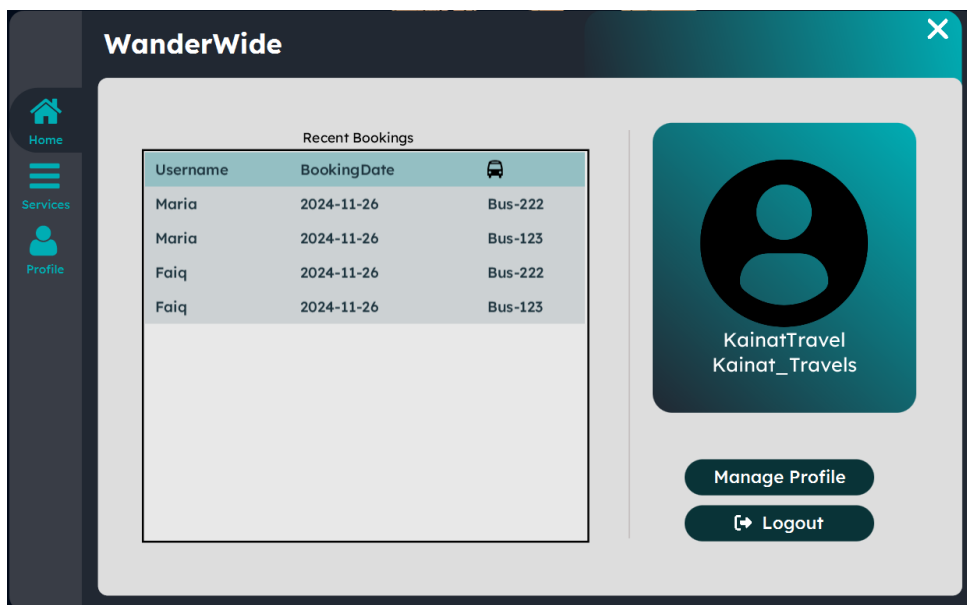 WanderWide
Home
Services
Profile
Recent Bookings
Username BookingDate
Maria 2024-11-26 Bus-222
Maria 2024-11-26 Bus-123
Faiq 2024-11-26 Bus-222
Faiq 2024-11-26 Bus-123
KainatTravel
Kainat_Travels
Manage Profile
Logout